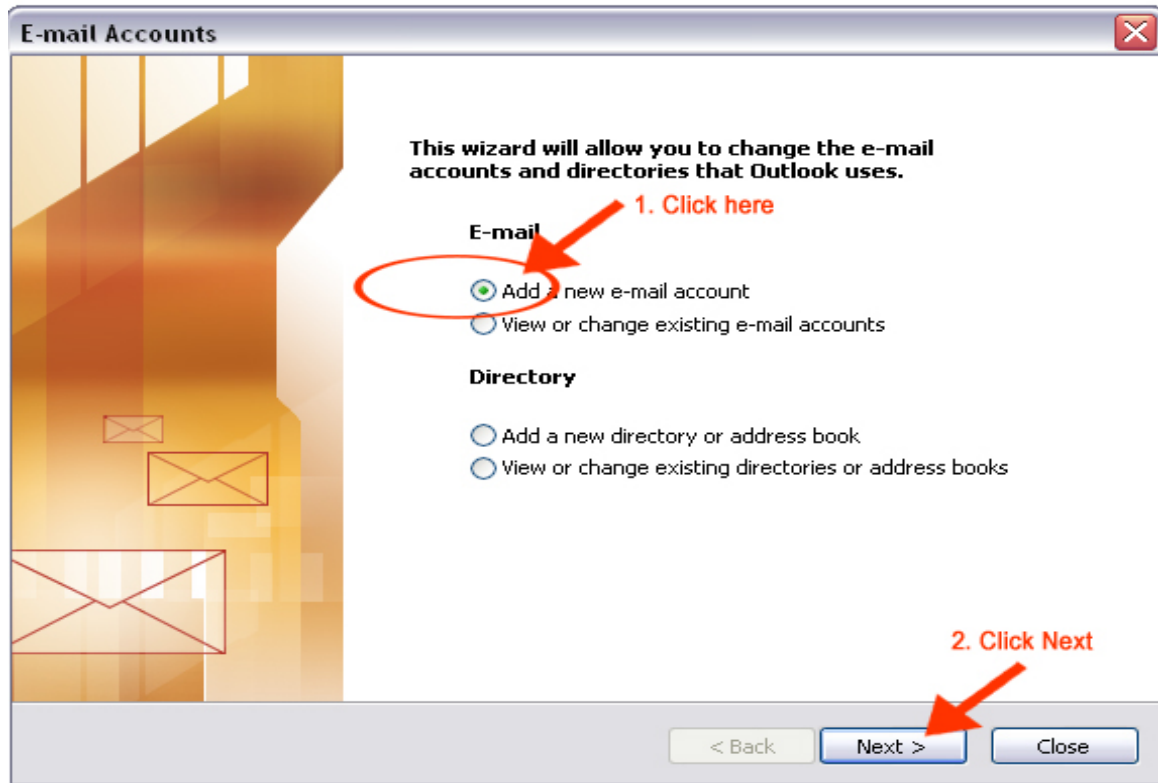 E-mail Accounts
This wizard will allow you to change the e-mail
accounts and directories that Outlook uses.
1. Click here
E-mail
Add a new e-mail account
View or change existing e-mail accounts
Directory
Add a new directory or address book
View or change existing directories or address books
2. Click Next
< Back Next > Close